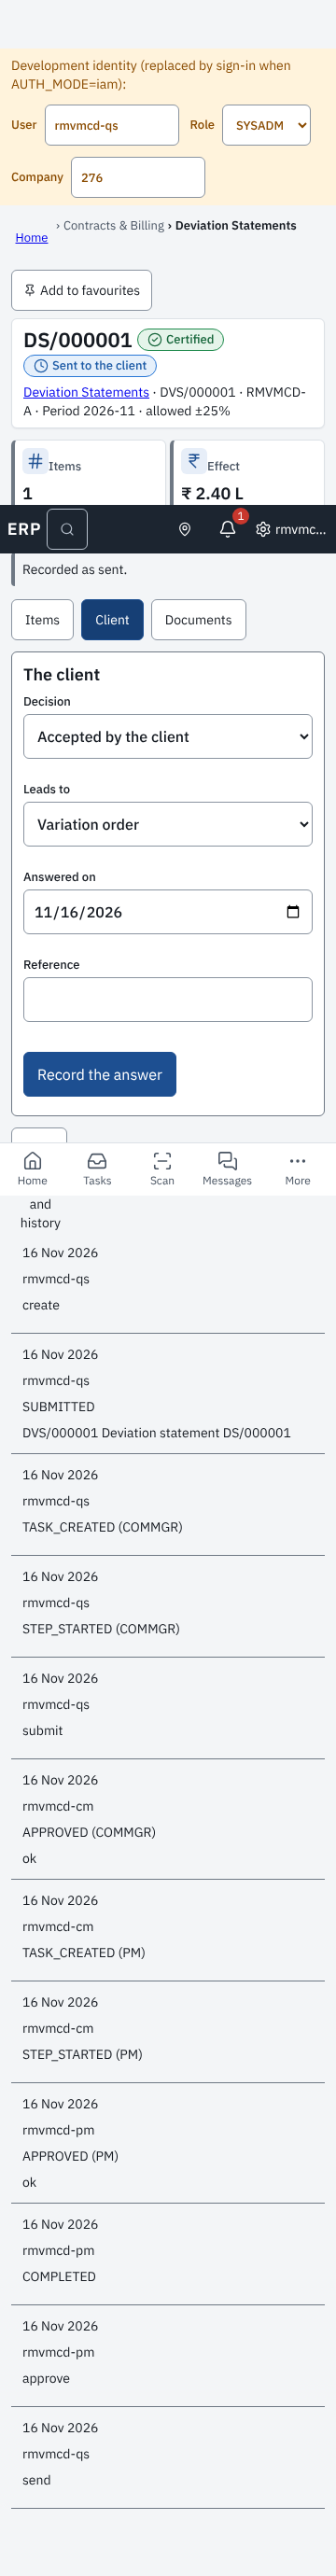 Development identity (replaced by sign-in when
AUTH_MODE=iam):
User rmvmcd-qs Role SYSADM
Company 276
Home › Contracts & Billing › Deviation Statements
Add to favourites
DS/000001 Certified
Sent to the client
Deviation Statements · DVS/000001 · RMVMCD-
A · Period 2026-11 · allowed ±25%
Items
1
Effect
₹ 2.40 L
ERP 1 rmvmc...
Recorded as sent.
Items Client Documents
The client
Decision
Accepted by the client
Leads to
Variation order
Answered on
11/16/2026
Reference
Record the answer
Home Tasks Scan Messages More
and
history
16 Nov 2026
rmvmcd-qs
create
16 Nov 2026
rmvmcd-qs
SUBMITTED
DVS/000001 Deviation statement DS/000001
16 Nov 2026
rmvmcd-qs
TASK_CREATED (COMMGR)
16 Nov 2026
rmvmcd-qs
STEP_STARTED (COMMGR)
16 Nov 2026
rmvmcd-qs
submit
16 Nov 2026
rmvmcd-cm
APPROVED (COMMGR)
ok
16 Nov 2026
rmvmcd-cm
TASK_CREATED (PM)
16 Nov 2026
rmvmcd-cm
STEP_STARTED (PM)
16 Nov 2026
rmvmcd-pm
APPROVED (PM)
ok
16 Nov 2026
rmvmcd-pm
COMPLETED
16 Nov 2026
rmvmcd-pm
approve
16 Nov 2026
rmvmcd-qs
send